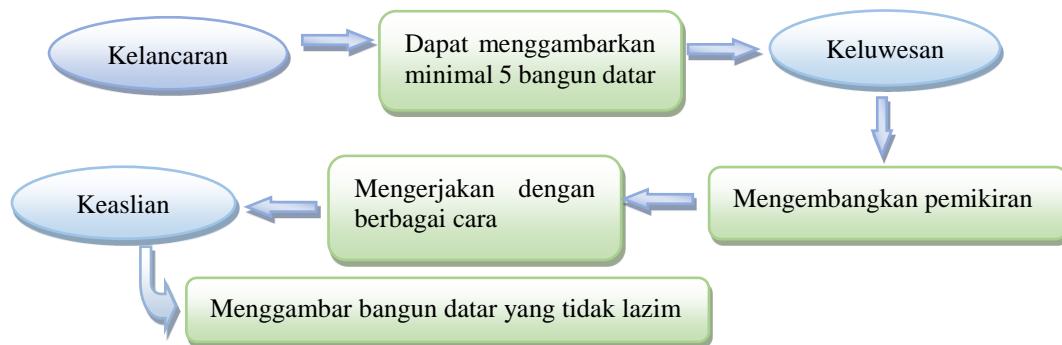 Kelancaran
Dapat menggambarkan
minimal 5 bangun datar
Keluwesan
Mengembangkan pemikiran
Mengerjakan dengan
berbagai cara
Keaslian
Menggambar bangun datar yang tidak lazim